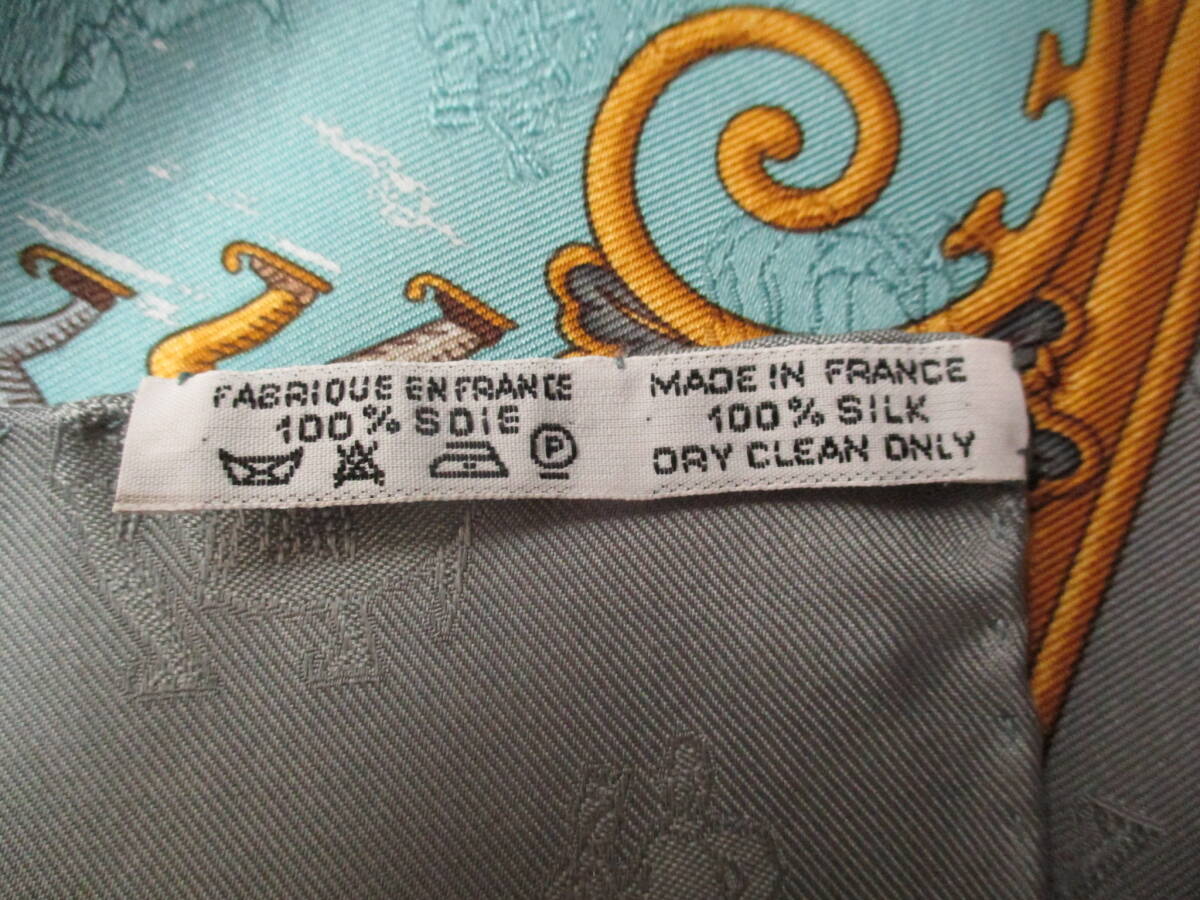 FABRIQUE EN FRANCE
100% SOIE
P
MADE IN FRANCE
100% SILK
DRY CLEAN ONLY